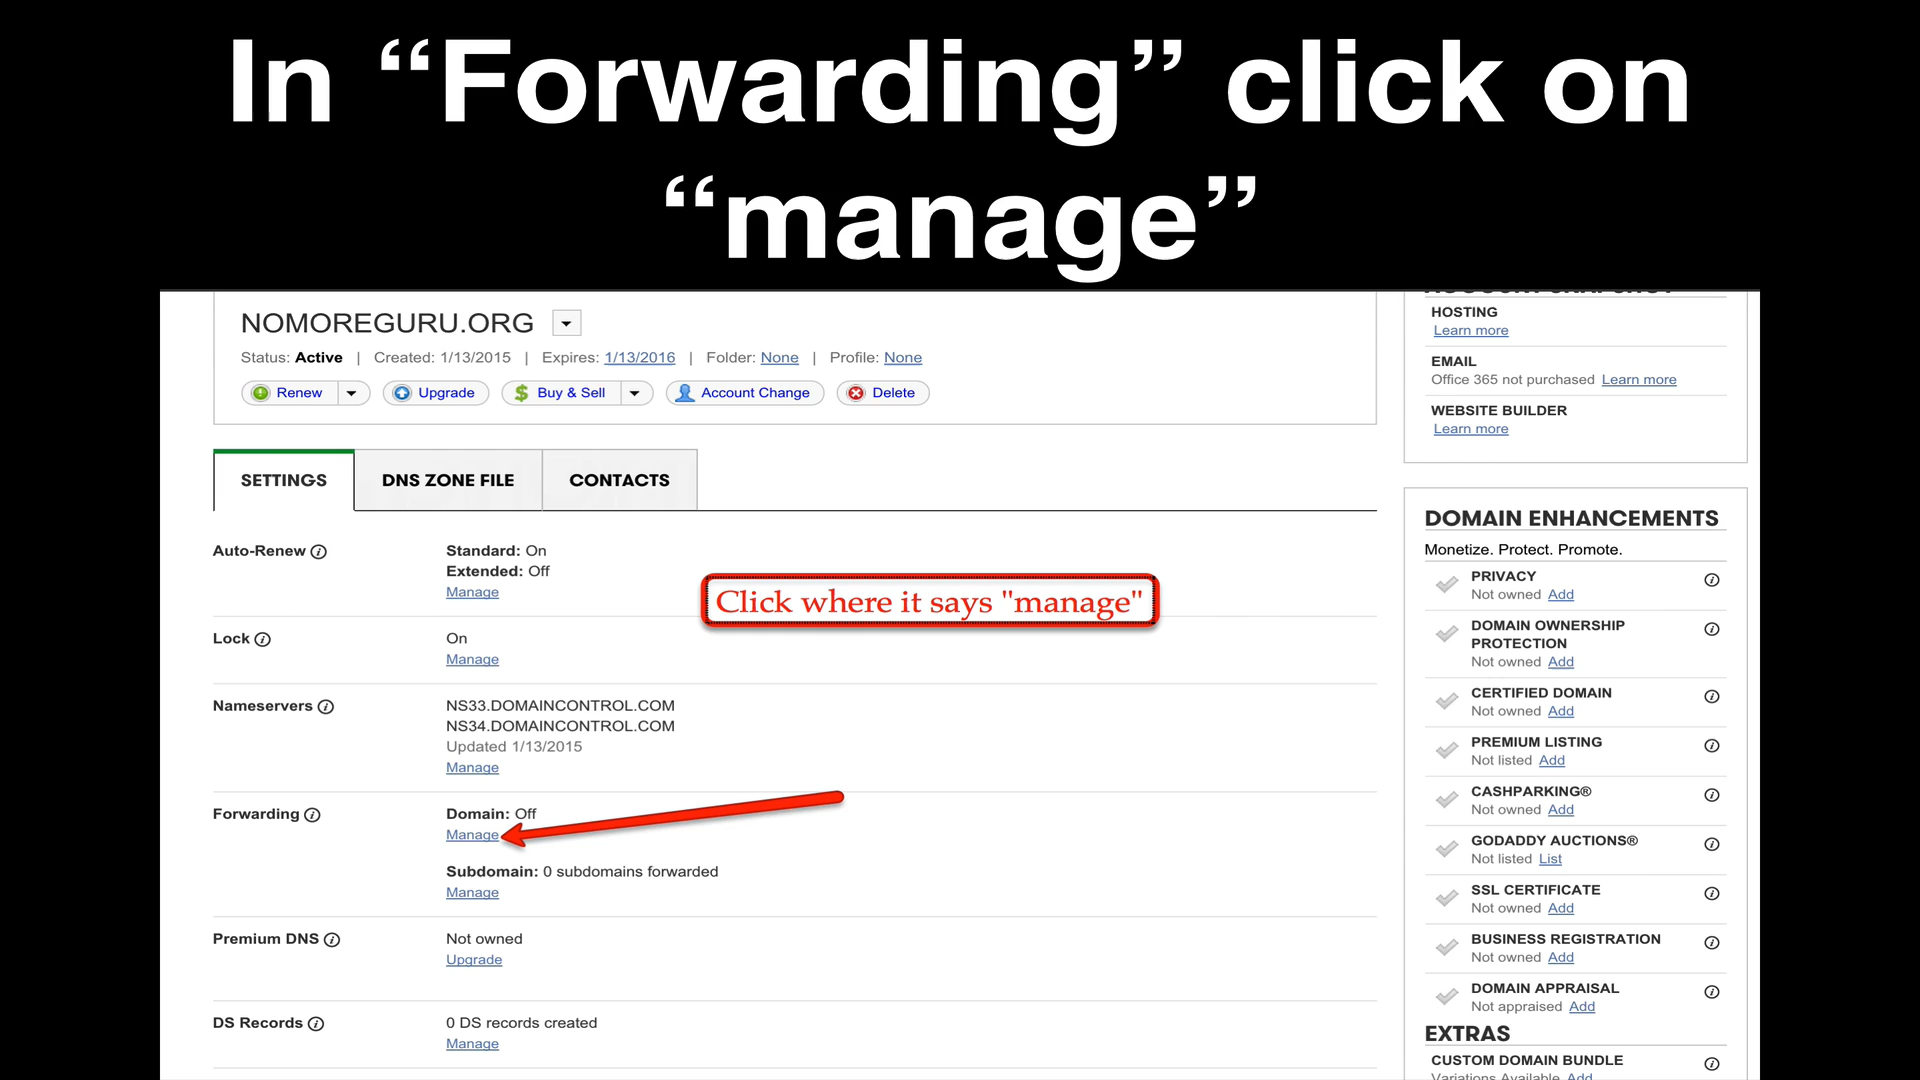 In “Forwarding” click on
“manage”
NOMOREGURU.ORG
Status: Active | Created: 1/13/2015 | Expires: 1/13/2016 | Folder: None | Profile: None
Renew Upgrade Buy & Sell Account Change Delete
SETTINGS DNS ZONE FILE CONTACTS
Auto-Renew Standard: On
Extended: Off
Manage
Click where it says "manage"
Lock On
Manage
Nameservers NS33.DOMAINCONTROL.COM
NS34.DOMAINCONTROL.COM
Updated 1/13/2015
Manage
Forwarding Domain: Off
Manage
Subdomain: 0 subdomains forwarded
Manage
Premium DNS Not owned
Upgrade
DS Records 0 DS records created
Manage
HOSTING
Learn more
EMAIL
Office 365 not purchased Learn more
WEBSITE BUILDER
Learn more
DOMAIN ENHANCEMENTS
Monetize. Protect. Promote.
PRIVACY
Not owned Add
DOMAIN OWNERSHIP
PROTECTION
Not owned Add
CERTIFIED DOMAIN
Not owned Add
PREMIUM LISTING
Not listed Add
CASHPARKING®
Not owned Add
GODADDY AUCTIONS®
Not listed List
SSL CERTIFICATE
Not owned Add
BUSINESS REGISTRATION
Not owned Add
DOMAIN APPRAISAL
Not appraised Add
EXTRAS
CUSTOM DOMAIN BUNDLE
Variations Available Add